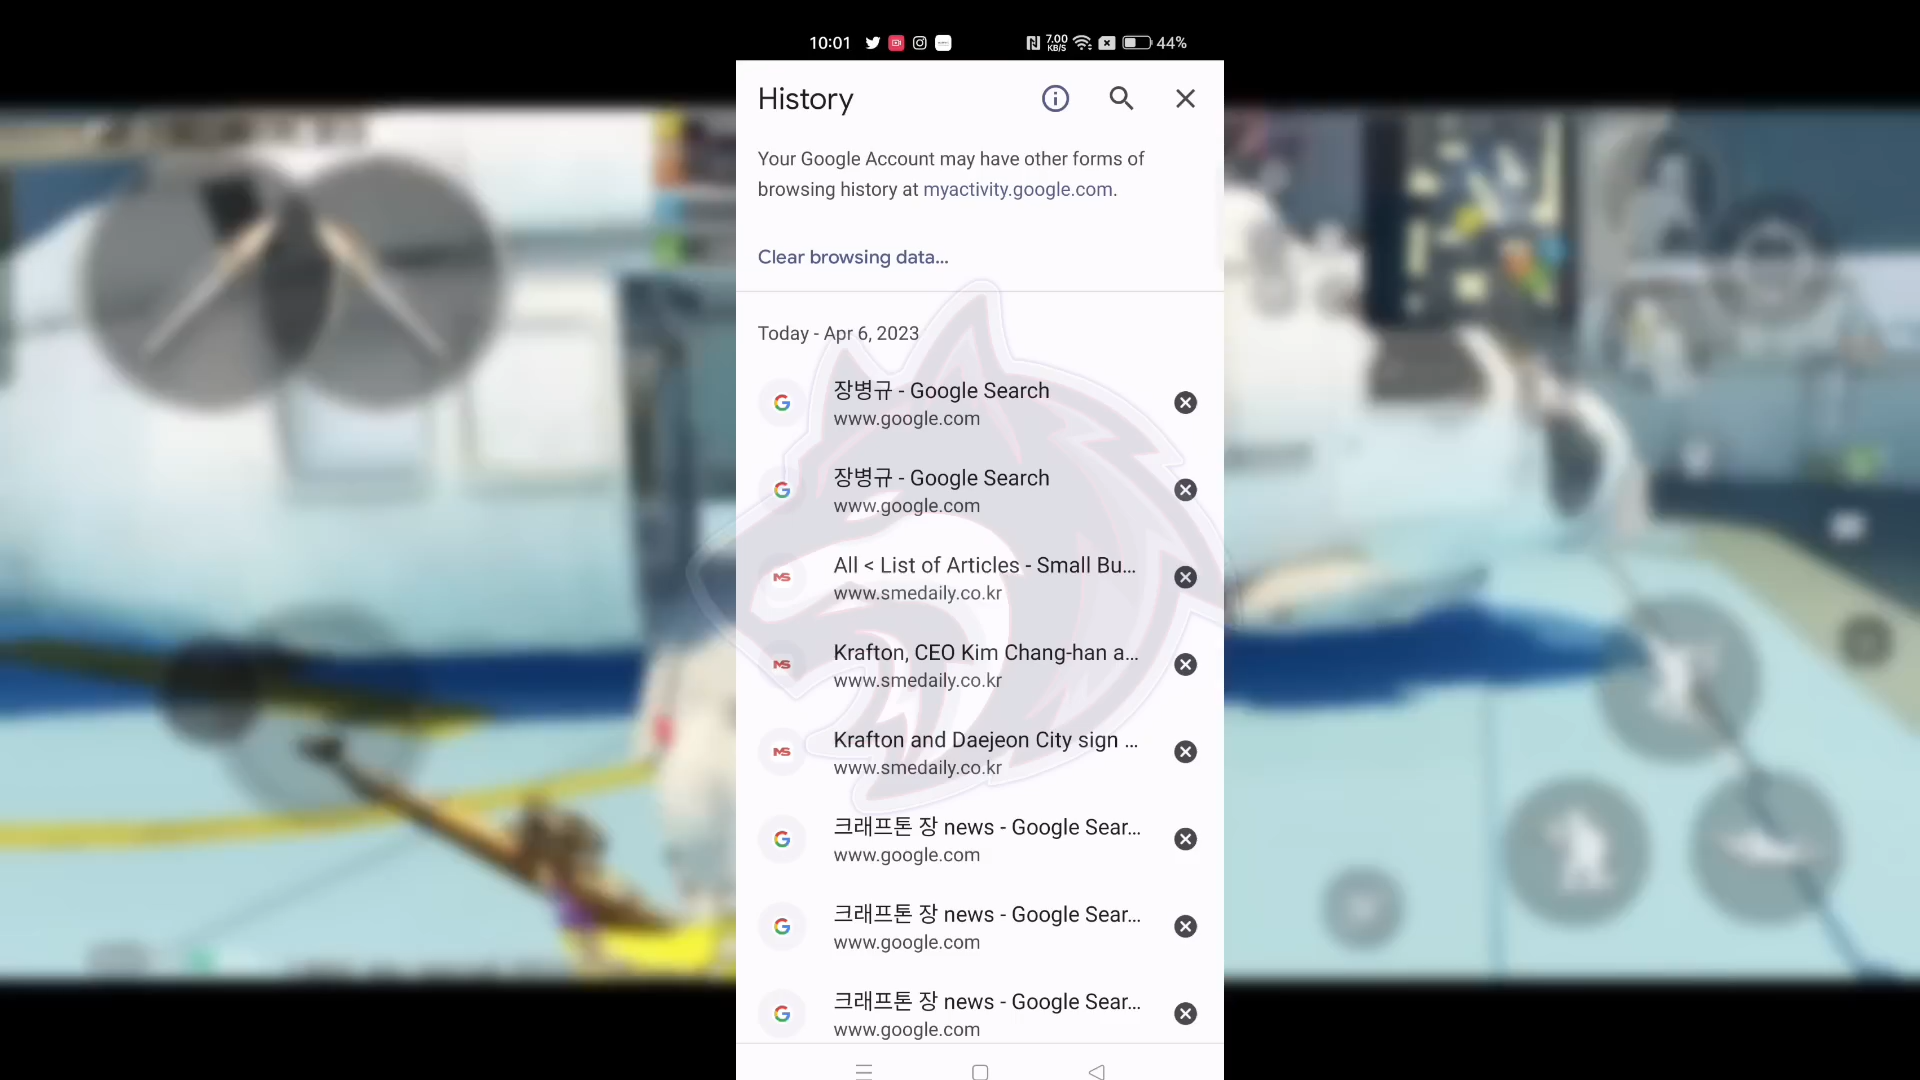 10:01
7.00
KB/S
44%
History
Your Google Account may have other forms of
browsing history at myactivity.google.com.
Clear browsing data...
Today - Apr 6, 2023
장병규 - Google Search
www.google.com
장병규 - Google Search
www.google.com
All < List of Articles - Small Bu...
www.smedaily.co.kr
Krafton, CEO Kim Chang-han a...
www.smedaily.co.kr
Krafton and Daejeon City sign ...
www.smedaily.co.kr
크래프톤 장 news - Google Sear...
www.google.com
크래프톤 장 news - Google Sear...
www.google.com
크래프톤 장 news - Google Sear...
www.google.com